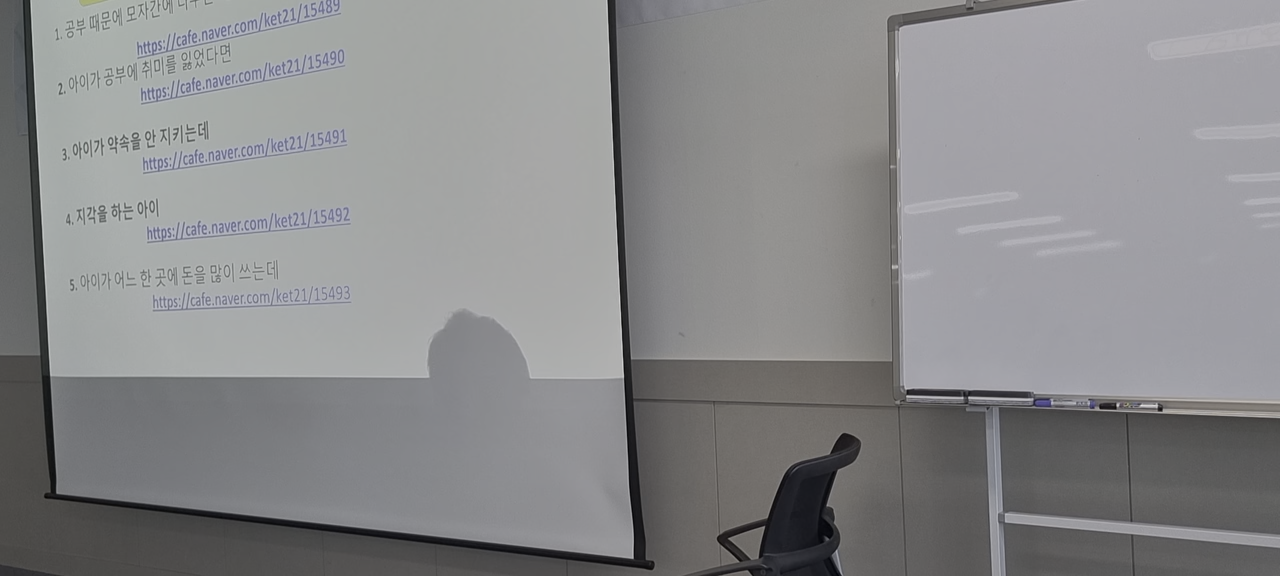 1. 공부 때문에 모자간에
https://cafe.naver.com/ket21/15489
2. 아이가 공부에 취미를 잃었다면
https://cafe.naver.com/ket21/15490
3. 아이가 약속을 안 지키는데
https://cafe.naver.com/ket21/15491
4. 지각을 하는 아이
https://cafe.naver.com/ket21/15492
5. 아이가 어느 한 곳에 돈을 많이 쓰는데
https://cafe.naver.com/ket21/15493